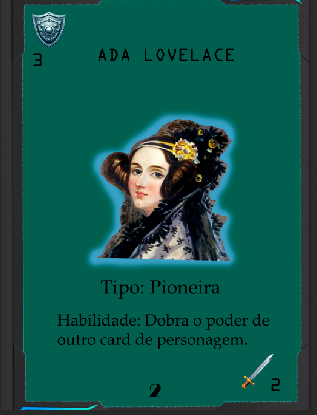 3
ADA LOVELACE
Tipo: Pioneira
Habilidade: Dobra o poder de
outro card de personagem.
2
2